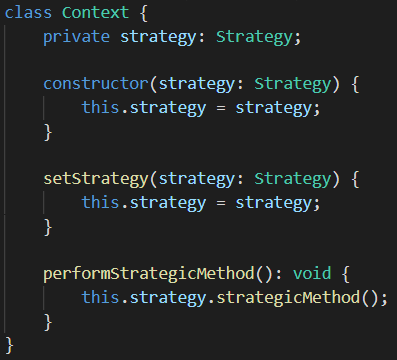 class Context {
    private strategy: Strategy;

    constructor(strategy: Strategy) {
        this.strategy = strategy;
    }

    setStrategy(strategy: Strategy) {
        this.strategy = strategy;
    }

    performStrategicMethod(): void {
        this.strategy.strategicMethod();
    }
}